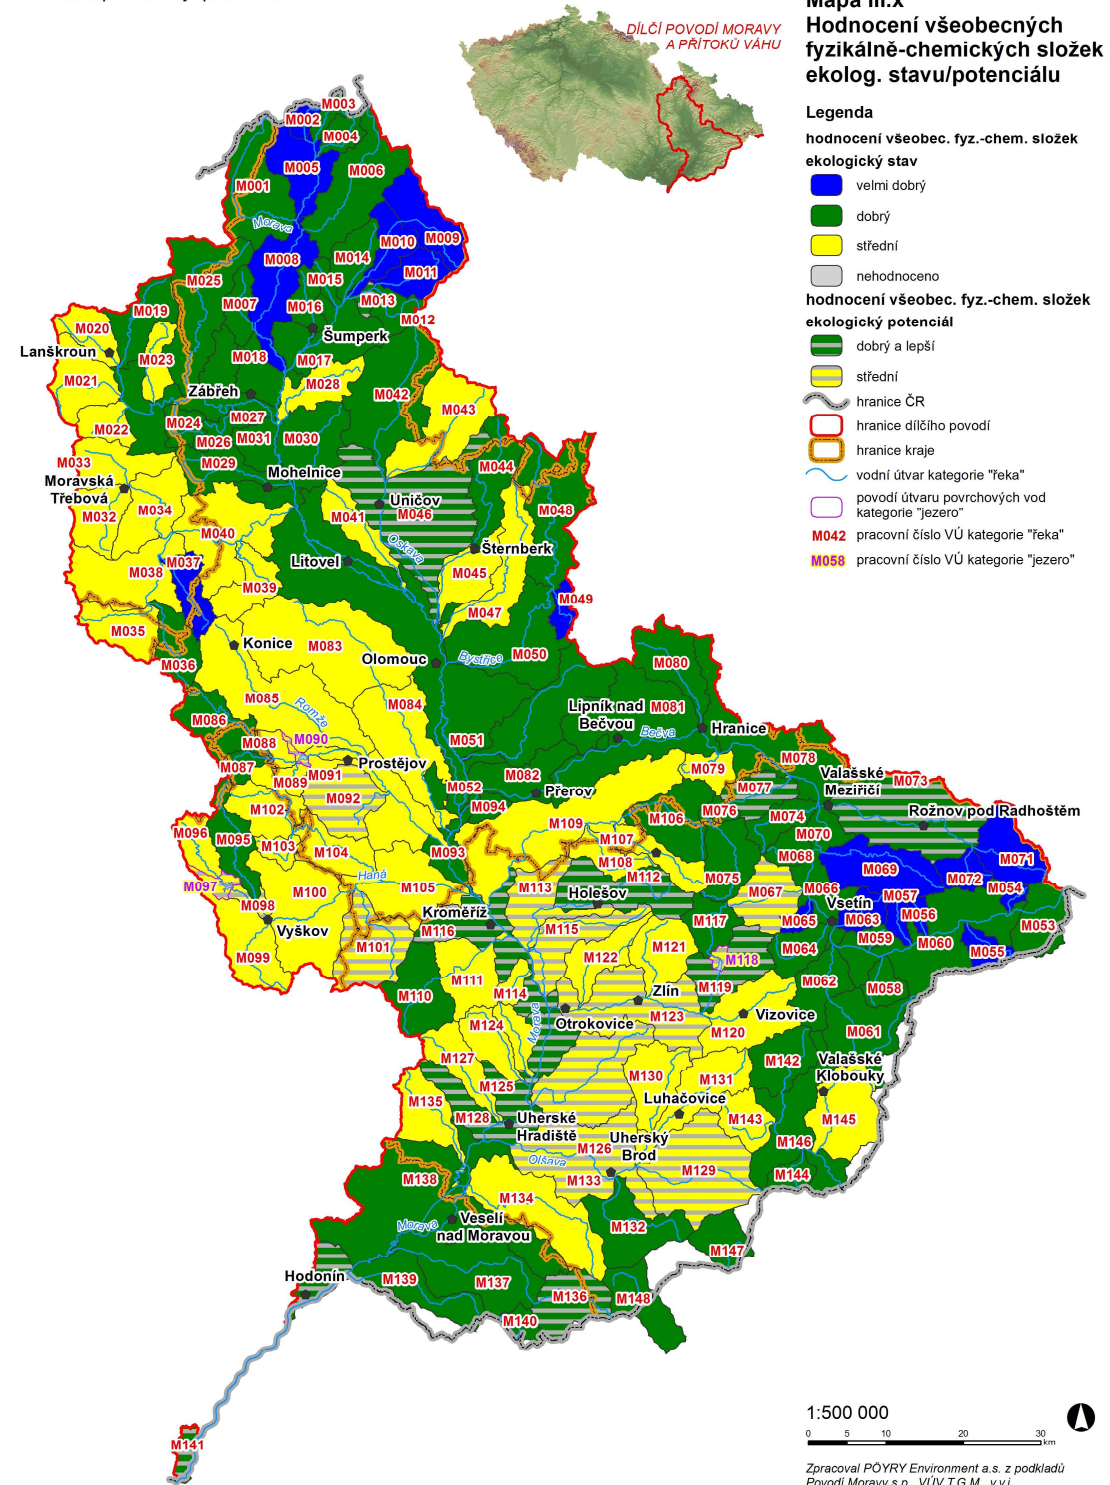 Mapa III.x
Hodnocení všeobecných
fyzikálně-chemických složek
ekolog. stavu/potenciálu
DÍLČÍ POVODÍ MORAVY
A PŘÍTOKŮ VÁHU
Legenda
hodnocení všeobec. fyz.-chem. složek
ekologický stav
velmi dobrý
dobrý
střední
nehodnoceno
hodnocení všeobec. fyz.-chem. složek
ekologický potenciál
dobrý a lepší
střední
hranice ČR
hranice dílčího povodí
hranice kraje
vodní útvar kategorie "řeka"
povodí útvaru povrchových vod
kategorie "jezero"
M042 pracovní číslo VÚ kategorie "řeka"
M058 pracovní číslo VÚ kategorie "jezero"
M003
M002
M004
M005
M006
M001
Morava
M010
M009
M008
M014
M011
M025
M015
M007
M016
M013
M019
M012
M020
Šumperk
Lanškroun
M023
M018
M017
M021
M028
Zábřeh
M042
M043
M022
M024
M027
M026
M031
M030
M033
M029
M044
Moravská
Třebová
Mohelnice
Uničov
M032
M034
M041
M046
M048
M040
Oskava
Šternberk
M037
Litovel
M038
M045
M039
M049
M047
M035
Konice
M083
M036
Olomouc
Bystřice
M050
M080
M085
M084
Romže
Lipník nad
Bečvou
M081
M086
Bečva
Hranice
M088
M090
M051
M087
M091
Prostějov
M078
M089
M092
M082
M079
Valašské
Meziříčí
M073
M052
Přerov
M077
M102
M094
M076
M074
Rožnov pod Radhoštěm
M096
M095
M103
M104
M109
M106
M107
M070
M093
M108
M068
M071
M097
Haná
M105
M113
M112
M075
M069
M072
M100
M098
Holešov
M067
M066
M057
M054
Vyškov
Kroměříž
M116
M117
Vsetín
M065
M063
M056
M053
M101
M115
M121
M064
M059
M060
M055
M099
M122
M118
M111
M110
M114
Zlín
M119
M062
M058
Otrokovice
M123
Vizovice
M124
Morava
M120
M061
M127
M142
Valašské
Klobouky
M130
M131
M125
M135
Luhačovice
M128
Uherské
Hradiště
M143
M145
Uherský
Brod
M126
M146
Olšava
M133
M129
M144
M138
M134
Veselí
nad Moravou
Morava
M132
M147
Hodonín
M139
M137
M136
M148
M140
M141
1:500 000
0 5 10 20 30
km
Zpracoval PÖYRY Environment a.s. z podkladů
Povodí Moravy s.p., VÚV T.G.M., v.v.i.